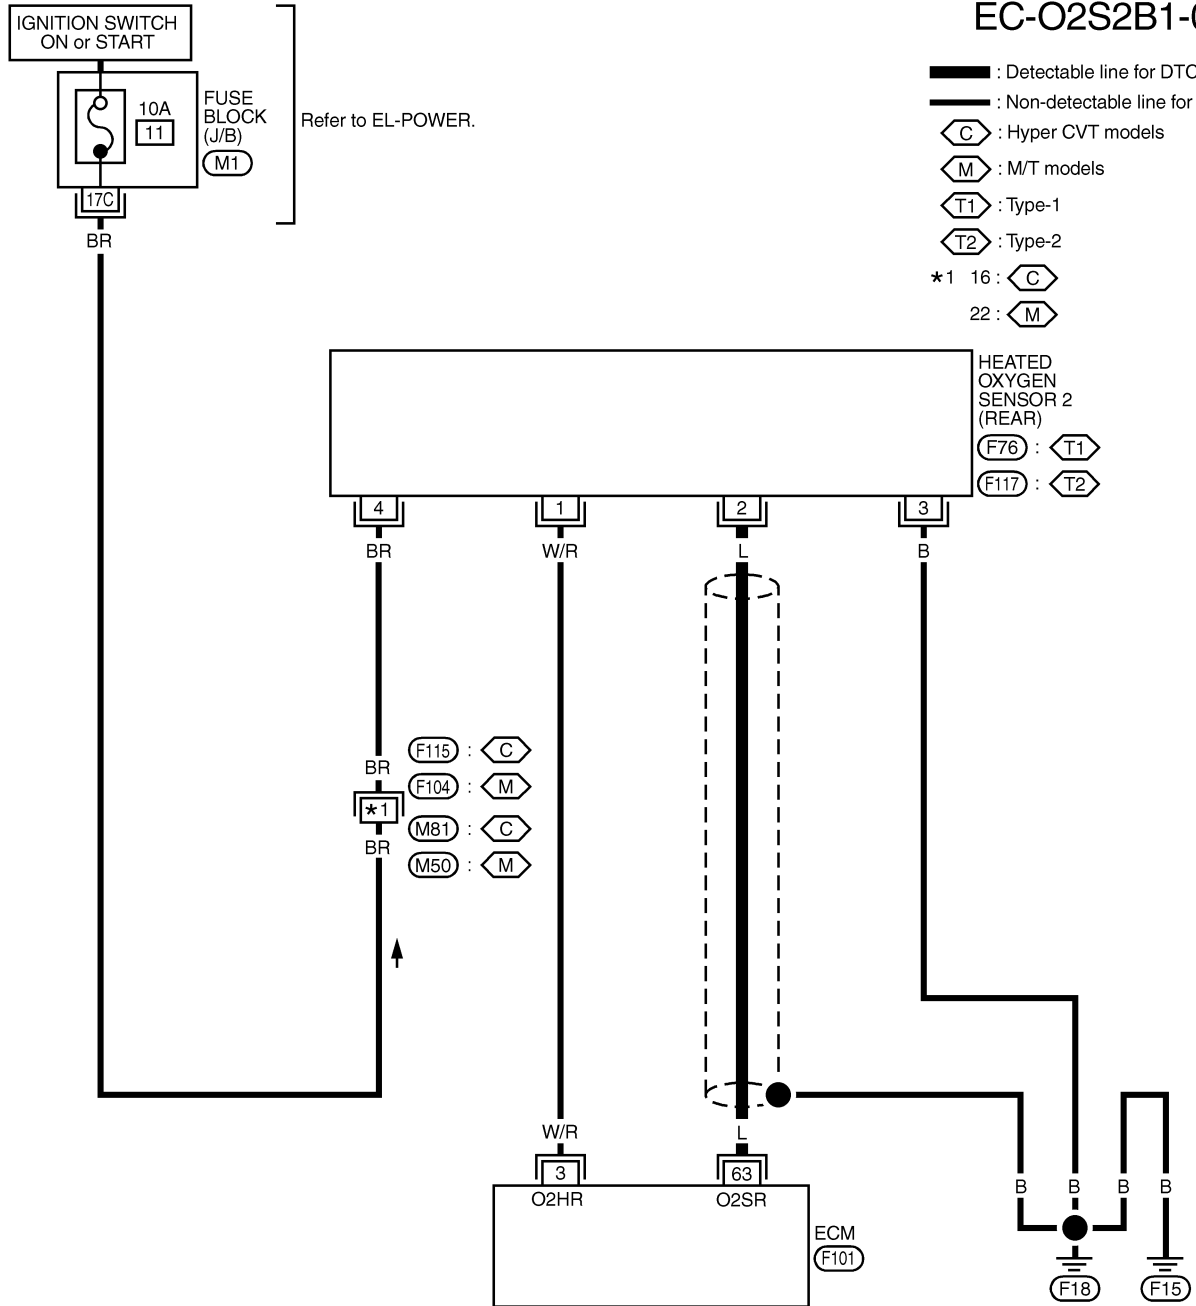 EC-O2S2B1-0
IGNITION SWITCH
ON or START
10A
11
FUSE
BLOCK
(J/B)
M1
Refer to EL-POWER.
17C
BR
: Detectable line for DTC
: Non-detectable line for
C : Hyper CVT models
M : M/T models
T1 : Type-1
T2 : Type-2
*1 16 : C
22 : M
HEATED
OXYGEN
SENSOR 2
(REAR)
F76 : T1
F117 : T2
4 1 2 3
BR W/R L B
BR
*1
BR
F115 : C
F104 : M
M81 : C
M50 : M
W/R L
3 63
O2HR O2SR
ECM
F101
B B B B
F18 F15